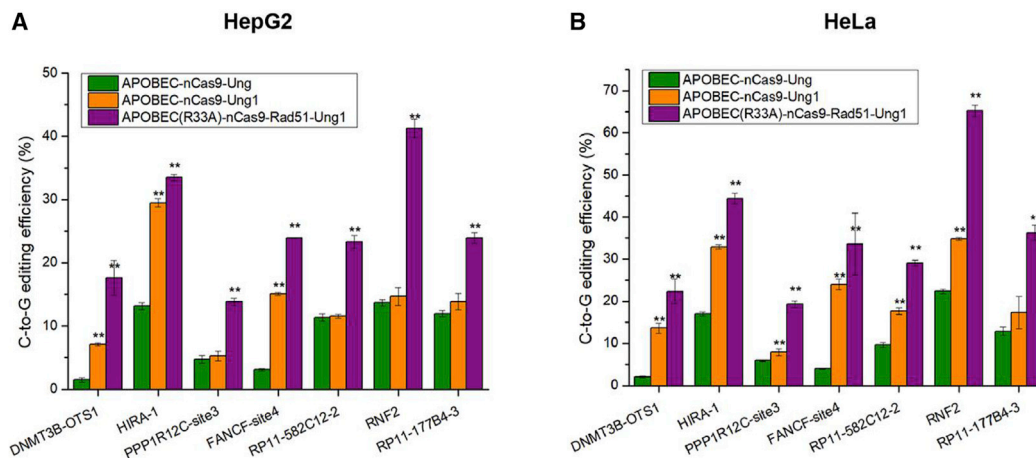 A
HepG2
C-to-G editing efficiency (%)
50
40
30
20
10
0
APOBEC-nCas9-Ung
APOBEC-nCas9-Ung1
APOBEC(R33A)-nCas9-Rad51-Ung1
**
**
**
**
**
**
**
**
**
**
DNMT3B-OTS1
HIRA-1
PPP1R12C-site3
FANCF-site4
RP11-582C12-2
RNF2
RP11-177B4-3
B
HeLa
C-to-G editing efficiency (%)
70
60
50
40
30
20
10
0
APOBEC-nCas9-Ung
APOBEC-nCas9-Ung1
APOBEC(R33A)-nCas9-Rad51-Ung1
**
**
**
**
**
**
**
**
**
**
**
**
*
DNMT3B-OTS1
HIRA-1
PPP1R12C-site3
FANCF-site4
RP11-582C12-2
RNF2
RP11-177B4-3